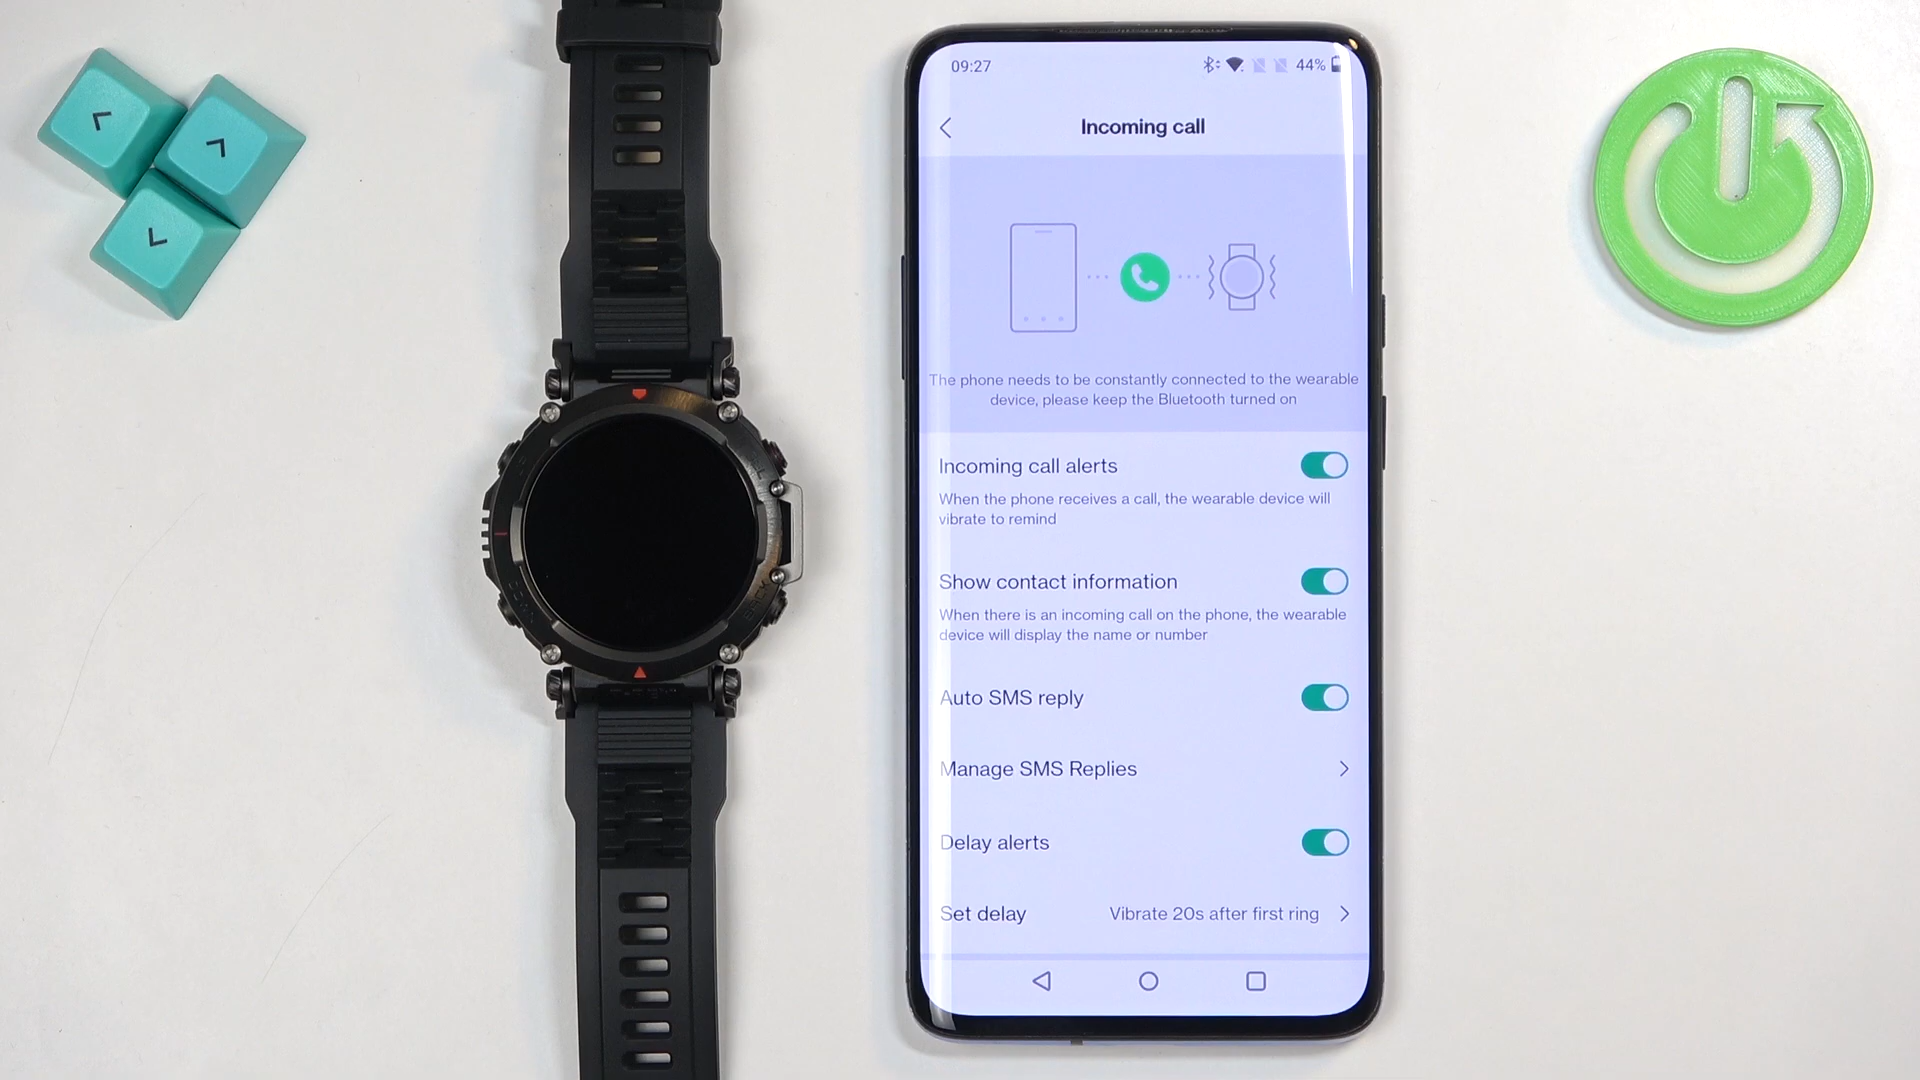 09:27
44%
Incoming call
The phone needs to be constantly connected to the wearable
device, please keep the Bluetooth turned on
Incoming call alerts
When the phone receives a call, the wearable device will
vibrate to remind
Show contact information
When there is an incoming call on the phone, the wearable
device will display the name or number
Auto SMS reply
Manage SMS Replies
Delay alerts
Set delay
Vibrate 20s after first ring
BACK